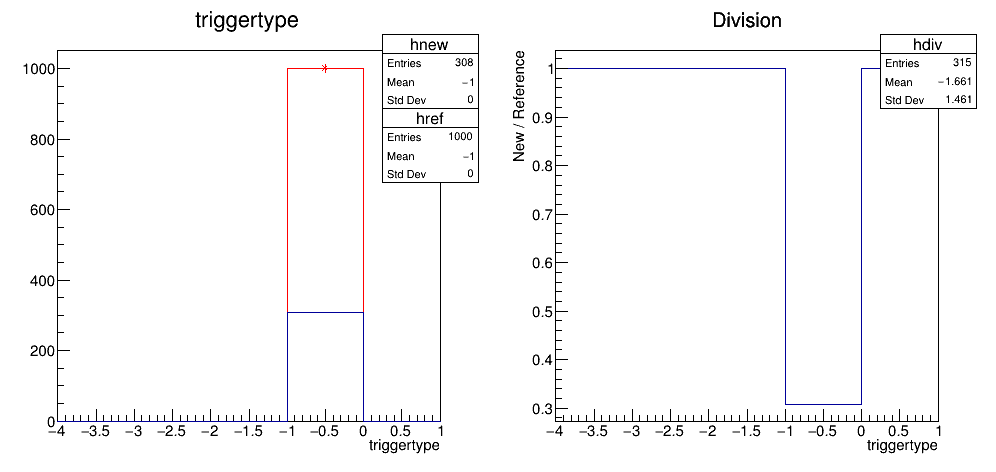 triggertype
hnew
Entries 308
Mean −1
Std Dev 0
href
Entries 1000
Mean −1
Std Dev 0
1000
800
600
400
200
0
−4 −3.5 −3 −2.5 −2 −1.5 −1 −0.5 0 0.5 1
triggertype
Division
hdiv
Entries 315
Mean −1.661
Std Dev 1.461
New / Reference
1
0.9
0.8
0.7
0.6
0.5
0.4
0.3
−4 −3.5 −3 −2.5 −2 −1.5 −1 −0.5 0 0.5 1
triggertype